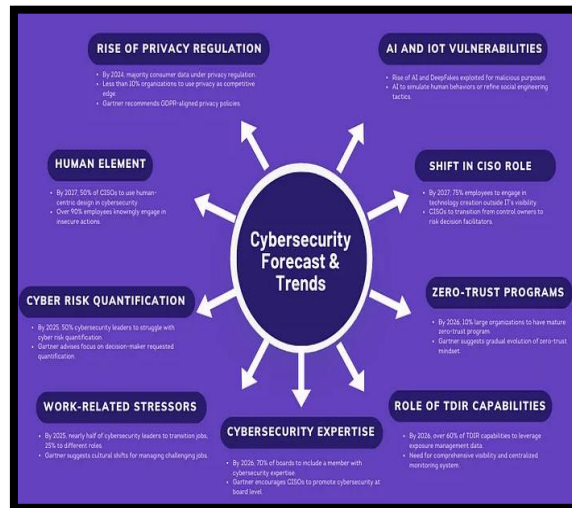 RISE OF PRIVACY REGULATION
• By 2024, majority consumer data under privacy regulation.
• Less than 10% organizations to use privacy as competitive
edge
• Gartner recommends GDPR-aligned privacy policies.
AI AND IOT VULNERABILITIES
• Rise of AI and DeepFakes exploited for malicious purposes
• AI to simulate human behaviors or refine social engineering
tactics.
HUMAN ELEMENT
• By 2027, 50% of CISOs to use human-
centric design in cybersecurity
• Over 90% employees knowingly engage in
insecure actions.
SHIFT IN CISO ROLE
• By 2027, 75% employees to engage in
technology creation outside IT's visibility
• CISOs to transition from control owners to
risk decision facilitators.
Cybersecurity
Forecast &
Trends
CYBER RISK QUANTIFICATION
• By 2025, 50% cybersecurity leaders to struggle with
cyber risk quantification
• Gartner advises focus on decision-maker requested
quantification.
ZERO-TRUST PROGRAMS
• By 2026, 10% large organizations to have mature
zero-trust program
• Gartner suggests gradual evolution of zero-trust
mindset.
WORK-RELATED STRESSORS
• By 2025, nearly half of cybersecurity leaders to transition jobs,
25% to different roles.
• Gartner suggests cultural shifts for managing challenging jobs.
CYBERSECURITY EXPERTISE
• By 2026, 70% of boards to include a member with
cybersecurity expertise
• Gartner encourages CISOs to promote cybersecurity at
board level.
ROLE OF TDIR CAPABILITIES
• By 2026, over 60% of TDIR capabilities to leverage
exposure management data
• Need for comprehensive visibility and centralized
monitoring system.